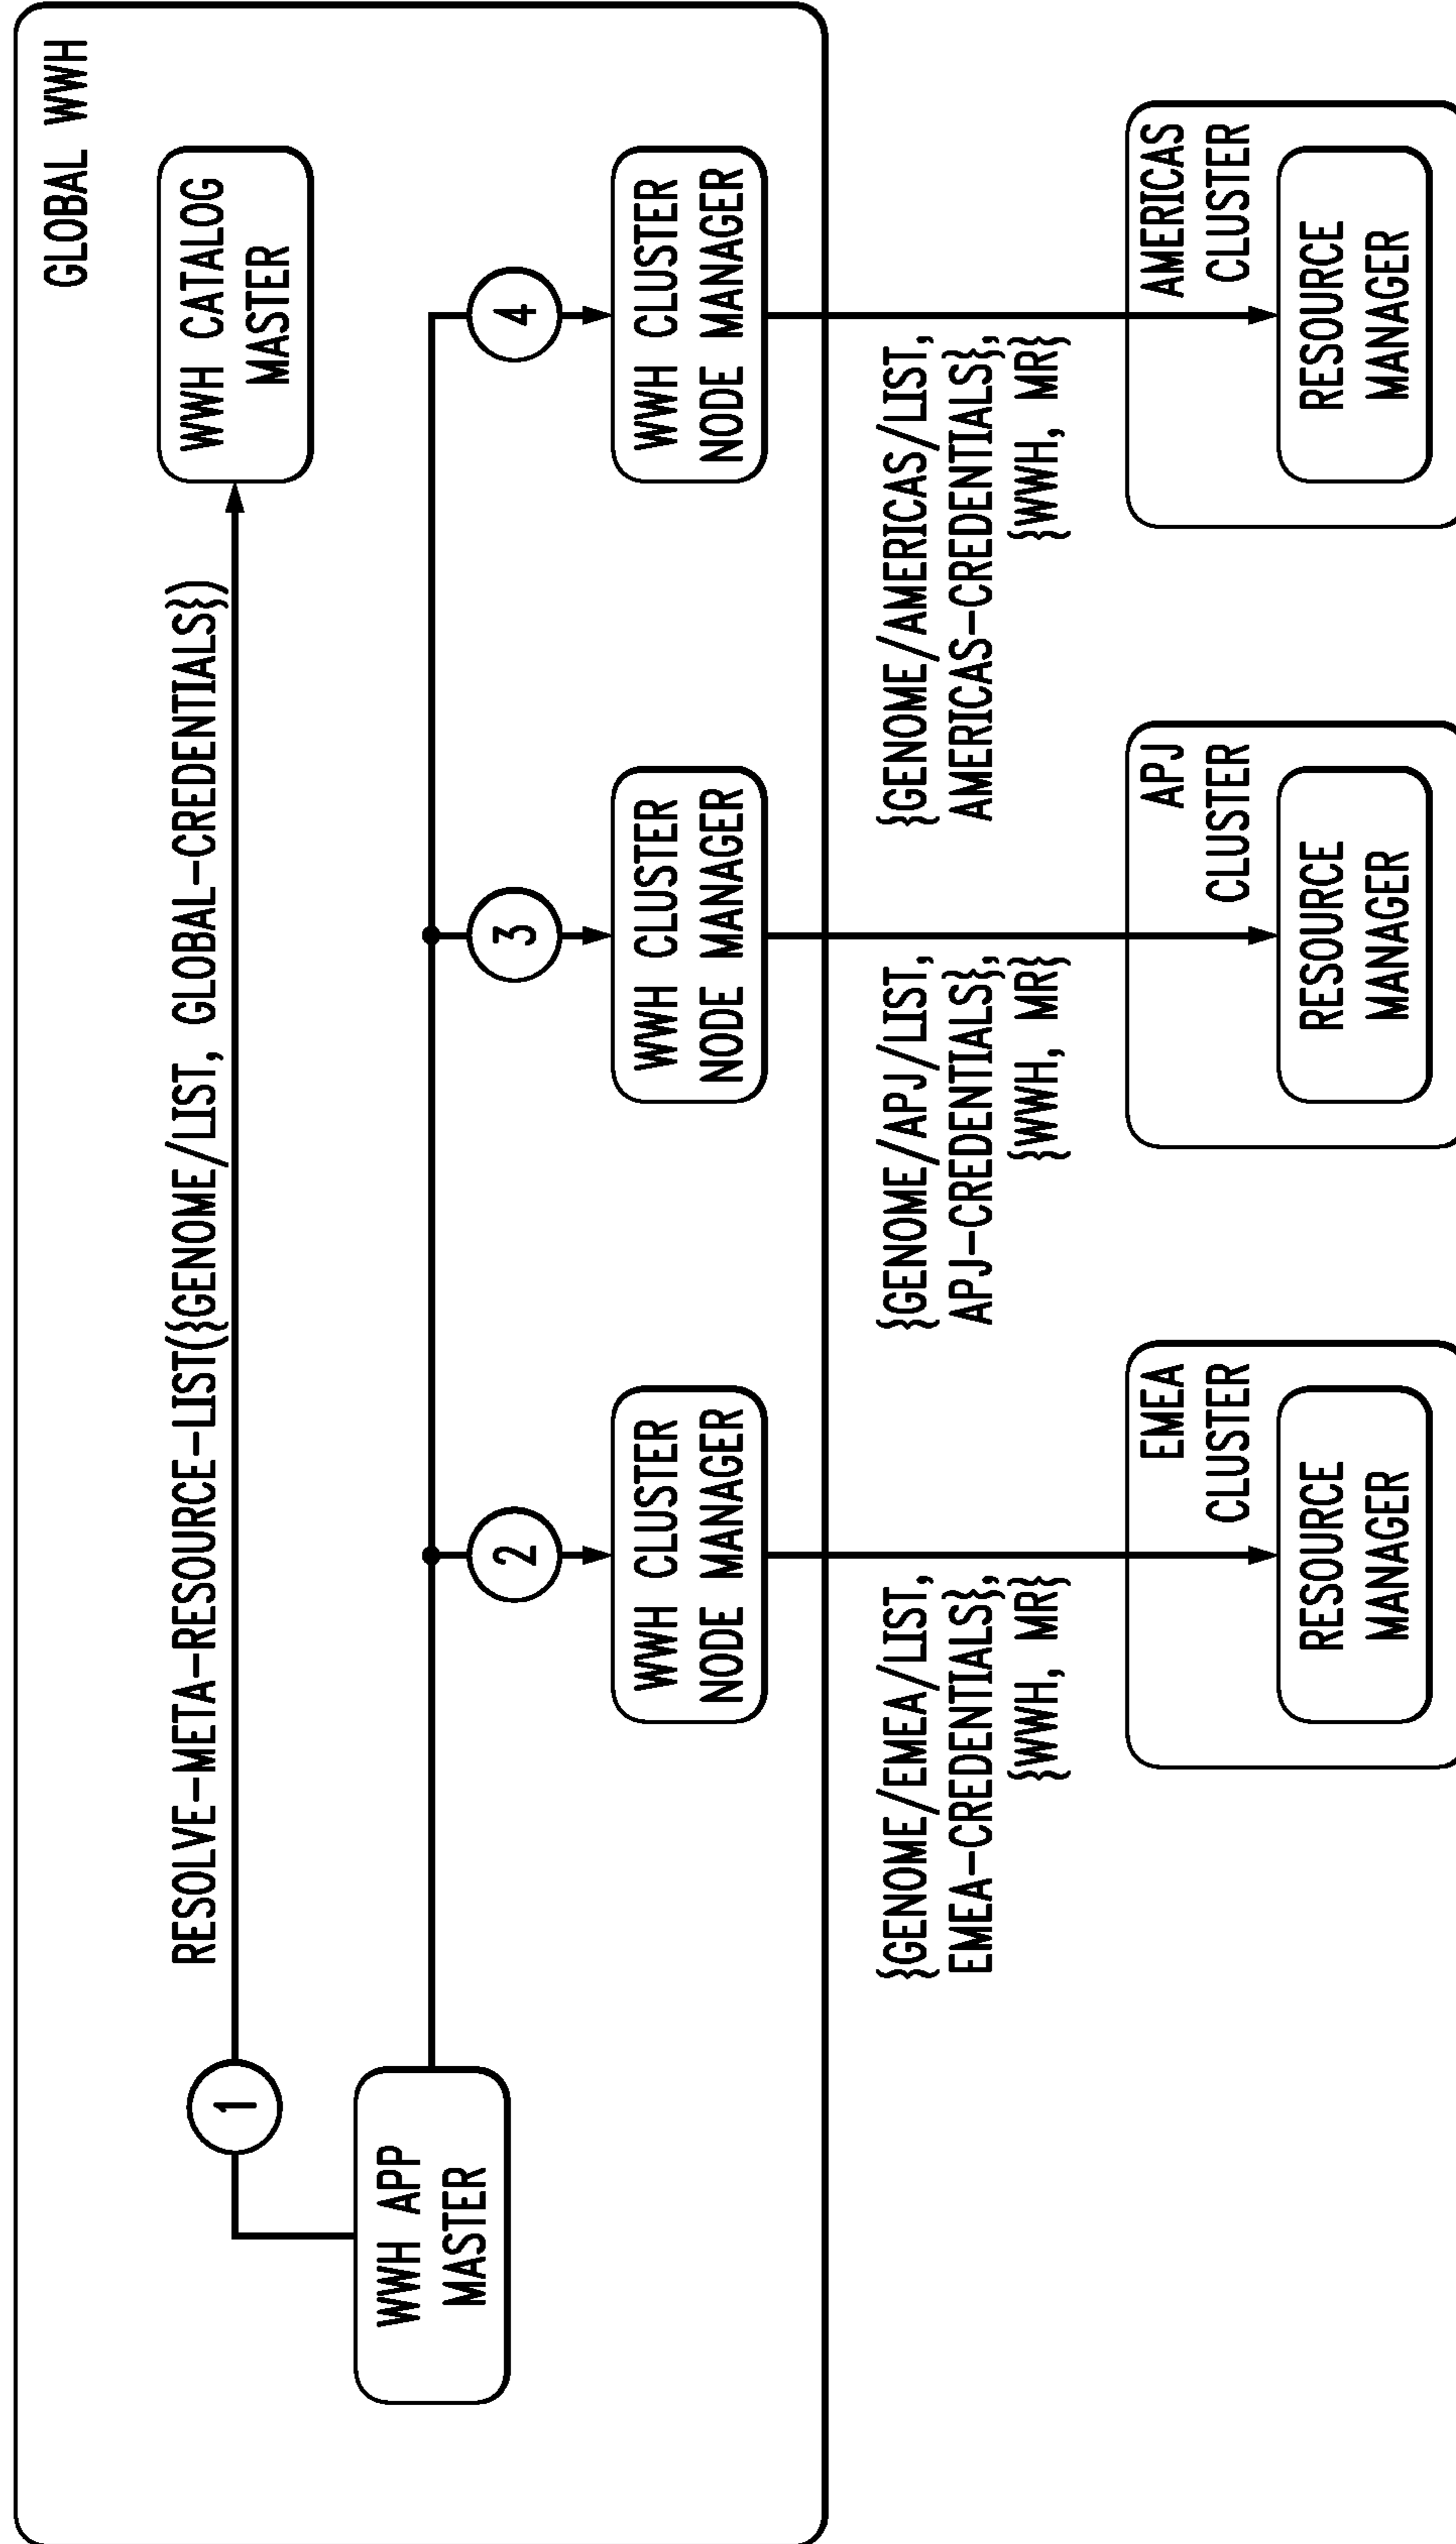 GLOBAL WWH
RESOLVE-META-RESOURCE-LIST({GENOME/LIST, GLOBAL-CREDENTIALS})
1
WWH CATALOG
MASTER
WWH APP
MASTER
2
3
4
WWH CLUSTER
NODE MANAGER
WWH CLUSTER
NODE MANAGER
WWH CLUSTER
NODE MANAGER
{GENOME/EMEA/LIST,
EMEA-CREDENTIALS},
{WWH, MR}
{GENOME/APJ/LIST,
APJ-CREDENTIALS},
{WWH, MR}
{GENOME/AMERICAS/LIST,
AMERICAS-CREDENTIALS},
{WWH, MR}
EMEA
CLUSTER
RESOURCE
MANAGER
APJ
CLUSTER
RESOURCE
MANAGER
AMERICAS
CLUSTER
RESOURCE
MANAGER